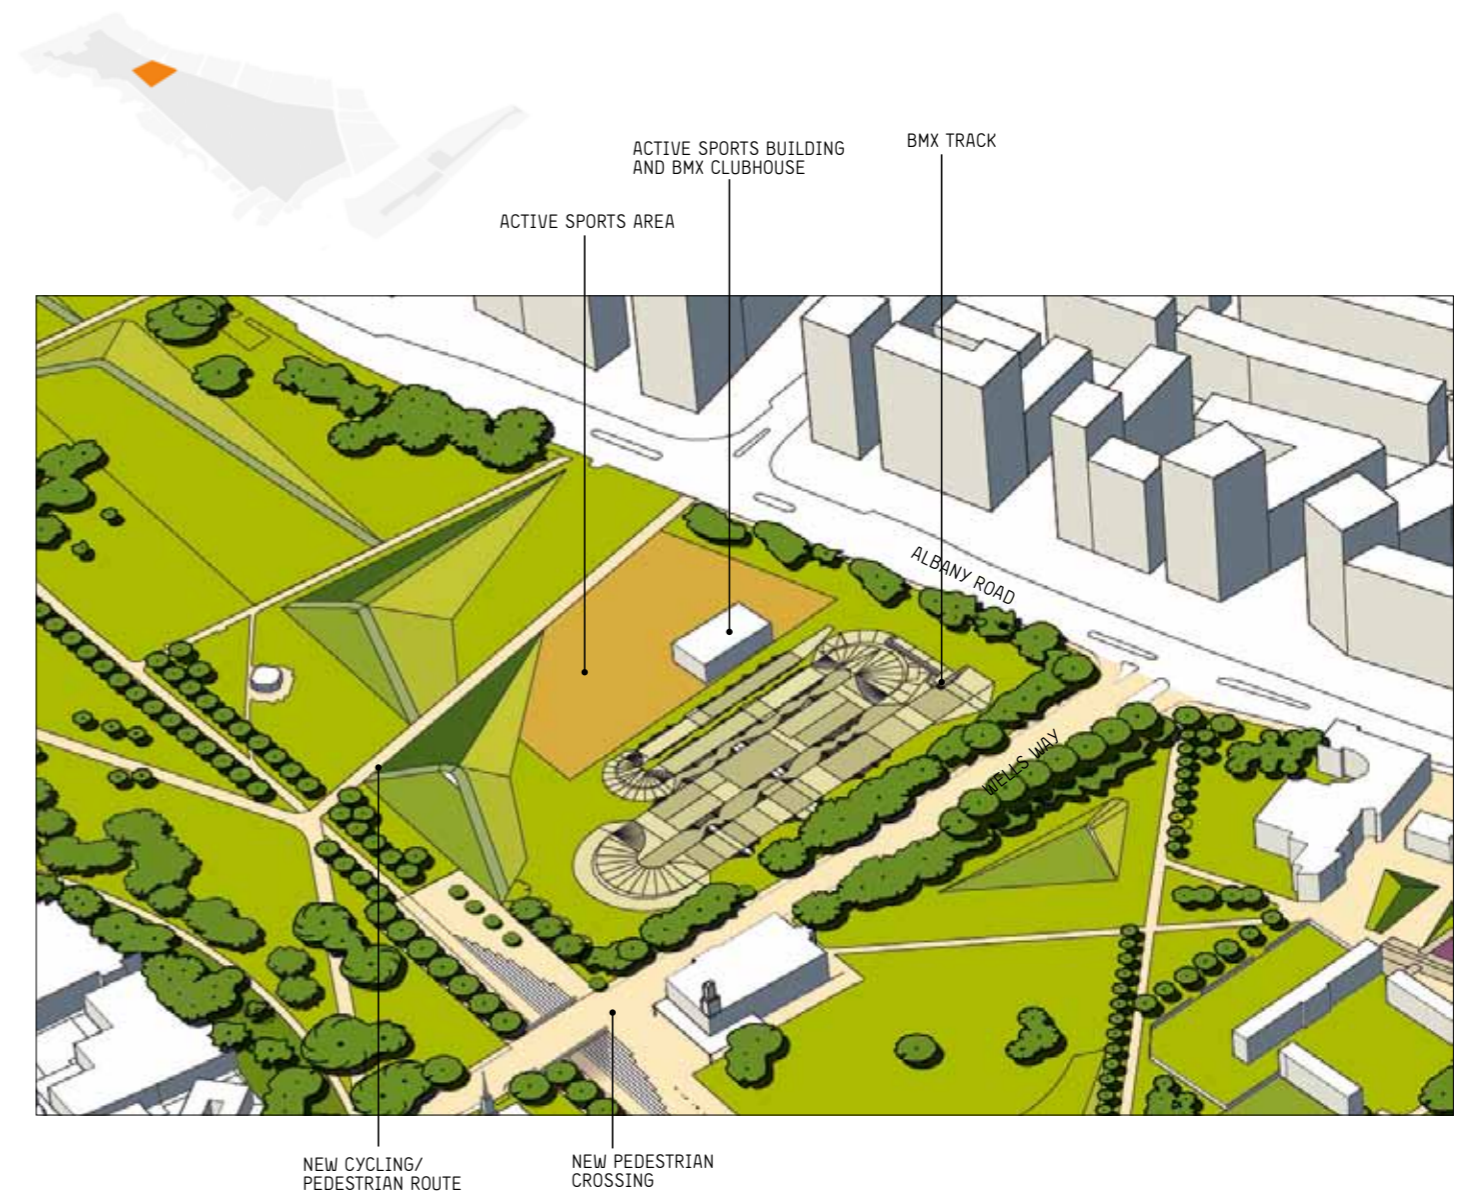 BMX TRACK
ACTIVE SPORTS BUILDING
AND BMX CLUBHOUSE
ACTIVE SPORTS AREA
ALBANY ROAD
WELLS WAY
NEW CYCLING/
PEDESTRIAN ROUTE
NEW PEDESTRIAN
CROSSING